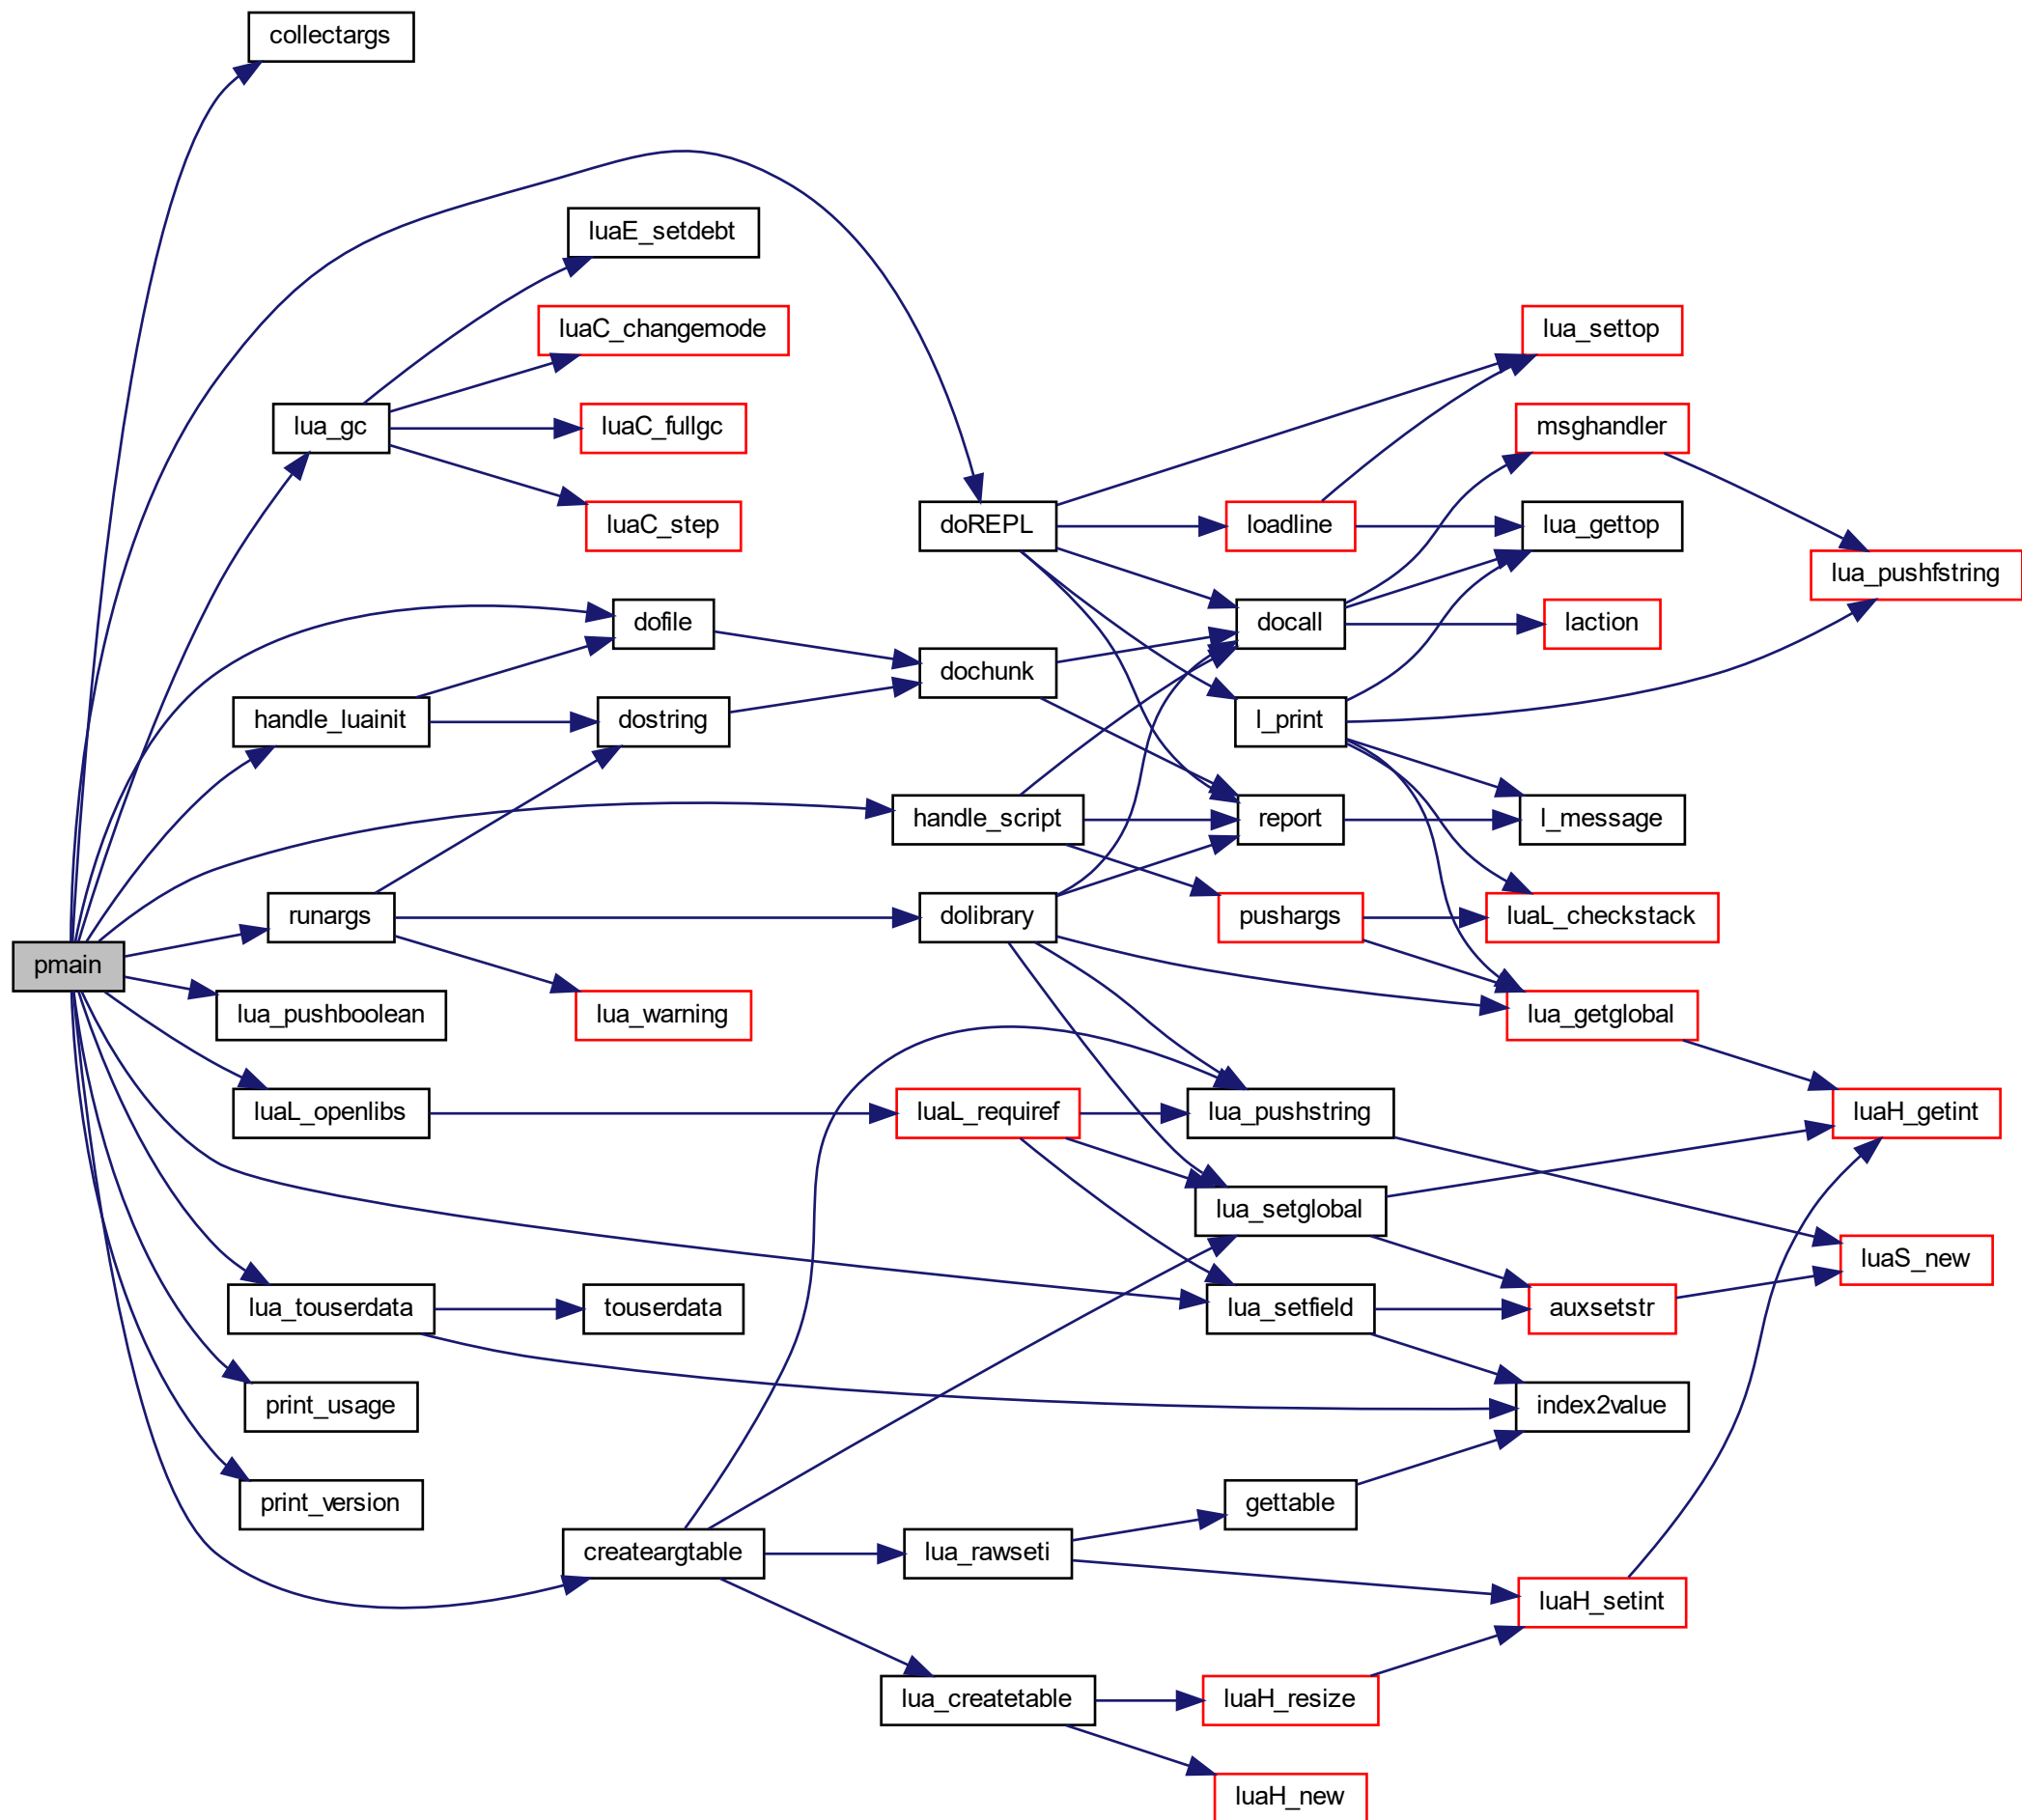 collectargs
luaE_setdebt
luaC_changemode
lua_settop
lua_gc
luaC_fullgc
msghandler
luaC_step
doREPL
loadline
lua_gettop
lua_pushfstring
dofile
docall
laction
dochunk
handle_luainit
dostring
l_print
handle_script
report
l_message
runargs
dolibrary
pushargs
luaL_checkstack
pmain
lua_pushboolean
lua_warning
lua_getglobal
luaL_openlibs
luaL_requiref
lua_pushstring
luaH_getint
lua_setglobal
luaS_new
lua_touserdata
touserdata
lua_setfield
auxsetstr
print_usage
index2value
print_version
gettable
createargtable
lua_rawseti
luaH_setint
lua_createtable
luaH_resize
luaH_new